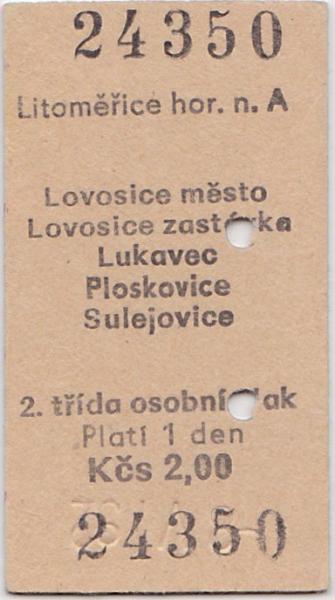 24350
Litoměřice hor. n. A
Lovosice město
Lovosice zastávka
Lukavec
Ploskovice
Sulejovice
2. třída osobní vlak
Platí 1 den
Kčs 2,00
24350